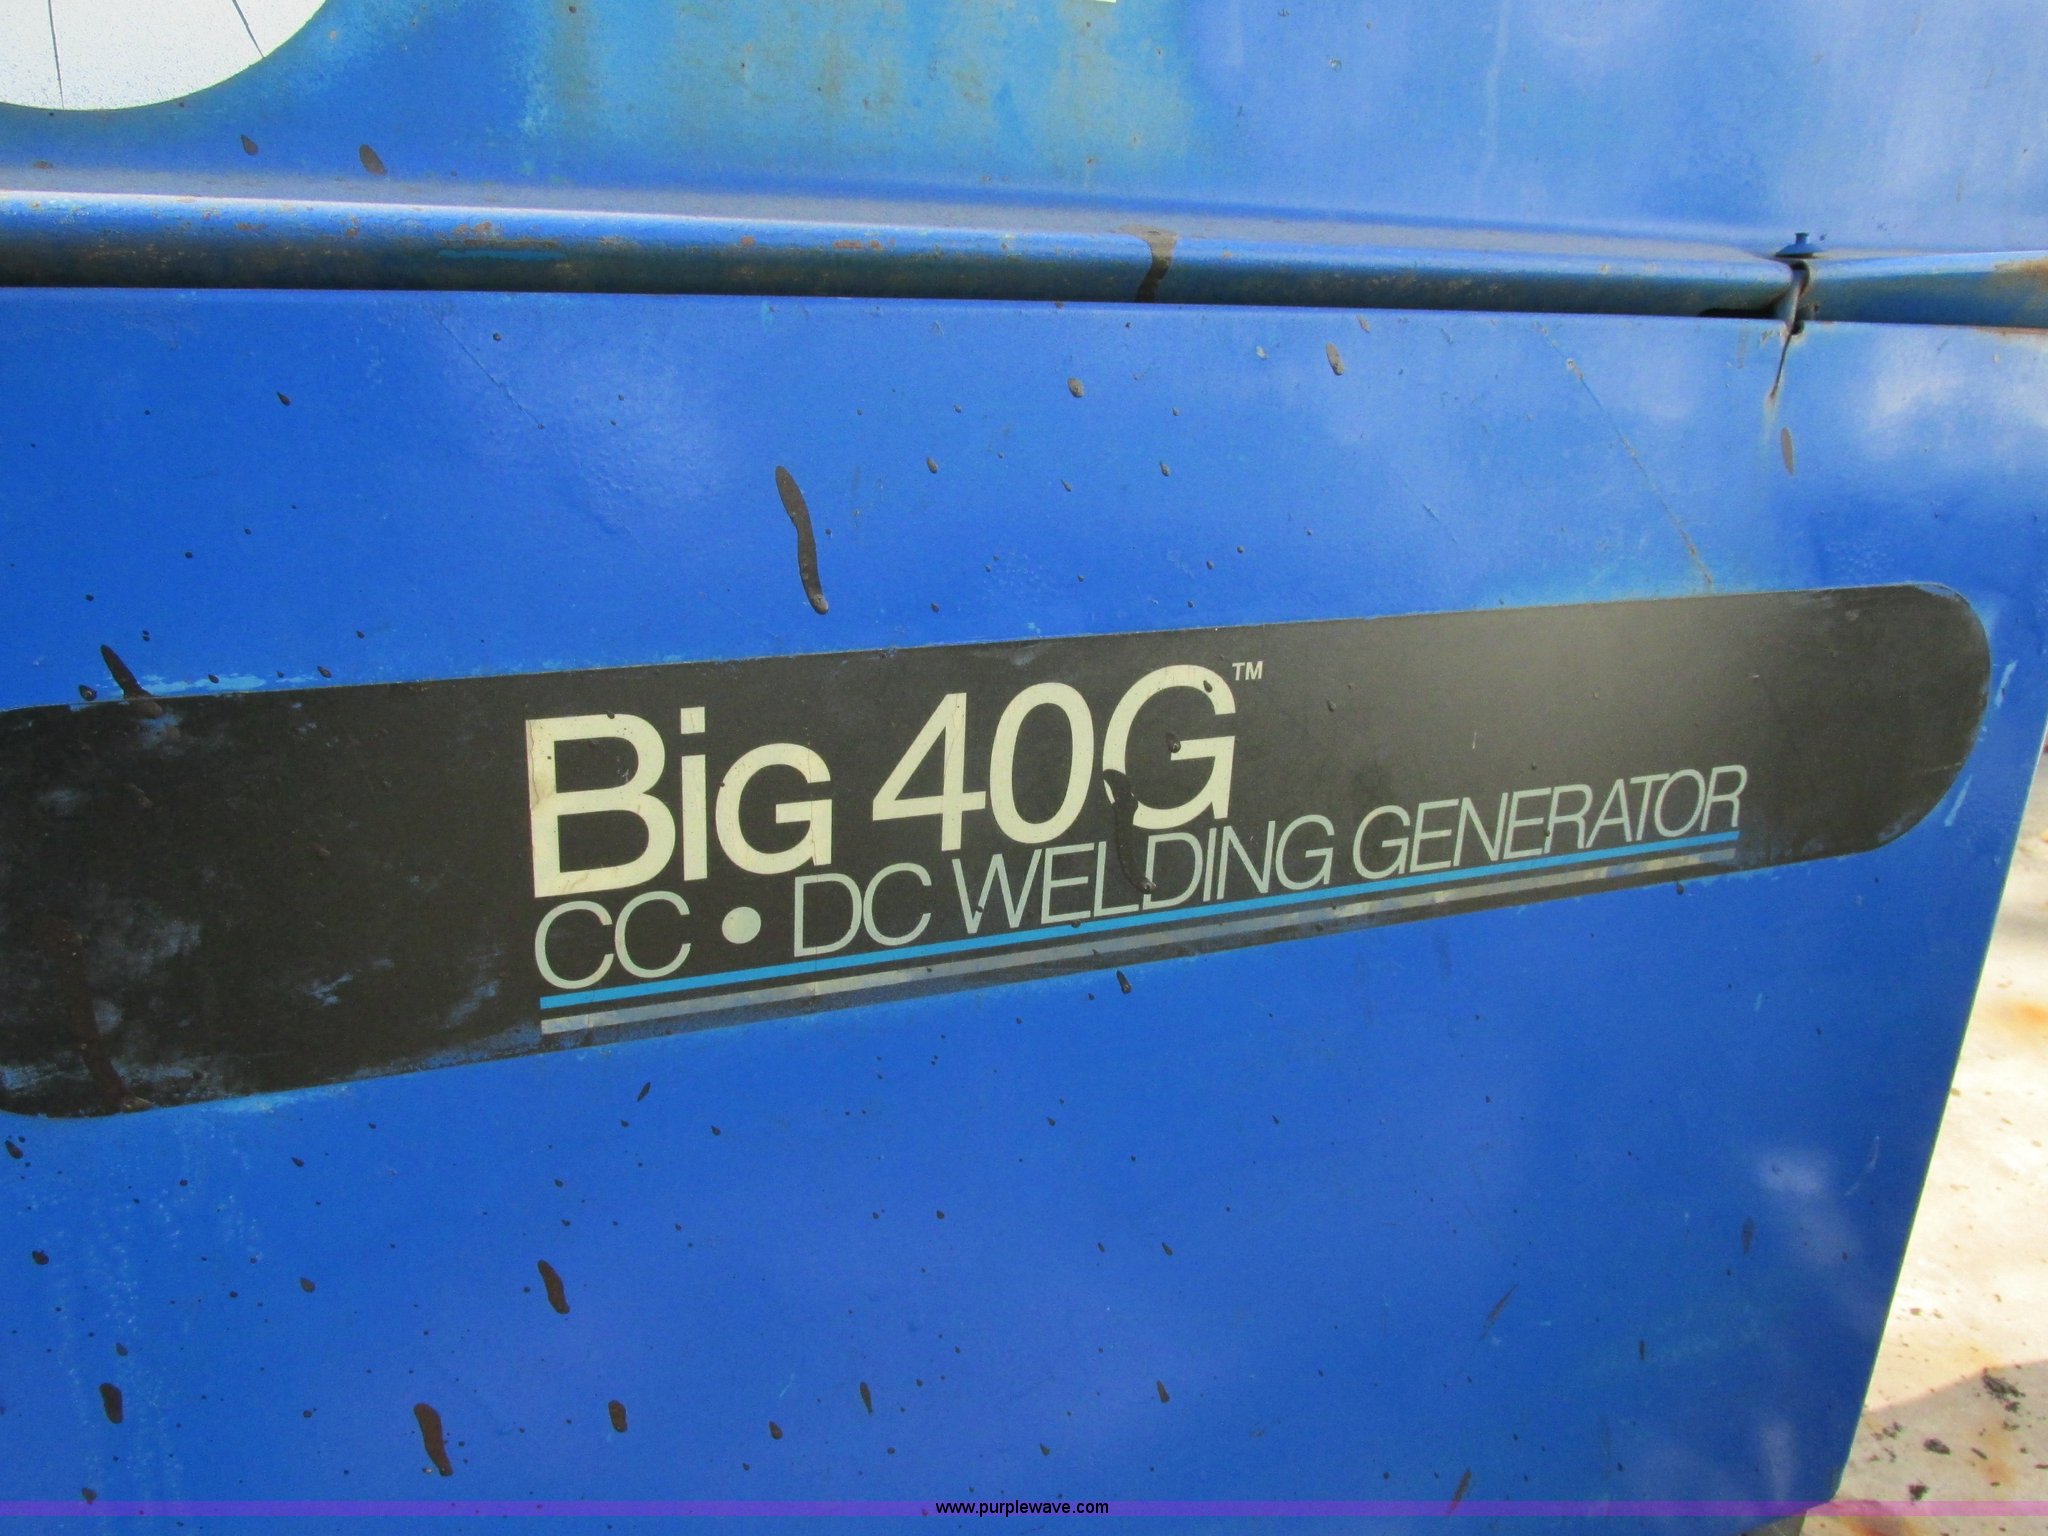 Big 40G™
CC • DC WELDING GENERATOR
www.purplewave.com